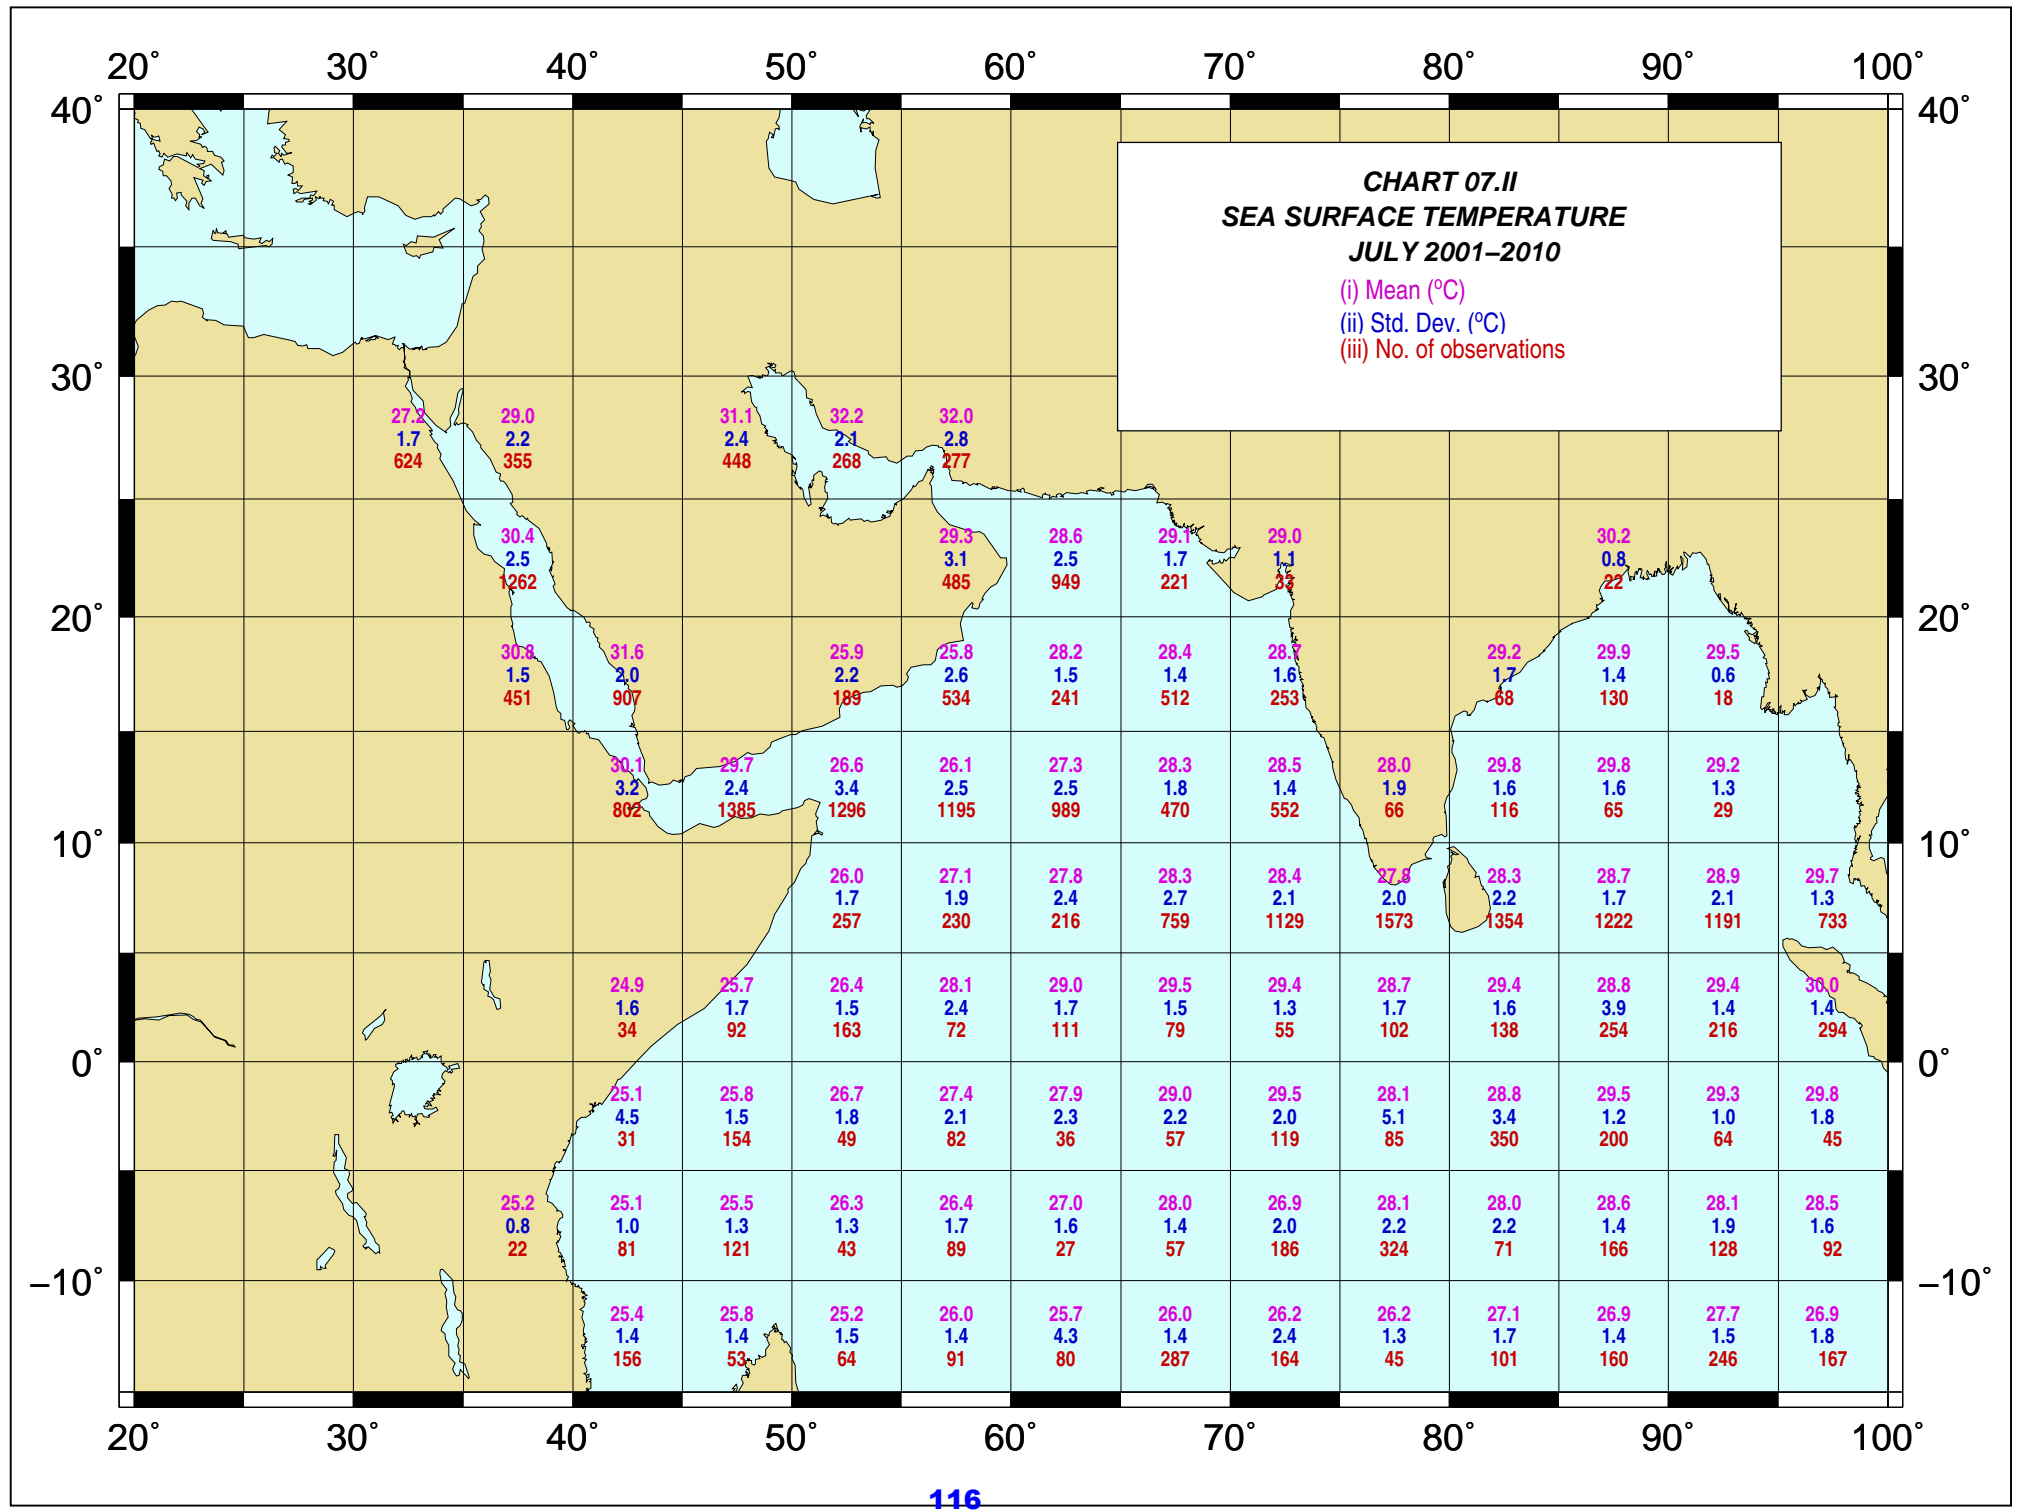 20° 30° 40° 50° 60° 70° 80° 90° 100°
40° 40°
CHART 07.II
SEA SURFACE TEMPERATURE
JULY 2001–2010
(i) Mean (ºC)
(ii) Std. Dev. (ºC)
(iii) No. of observations
30° 30°
27.2 29.0 31.1 32.2 32.0
1.7 2.2 2.4 2.1 2.8
624 355 448 268 277
30.4 29.3 28.6 29.1 29.0 30.2
2.5 3.1 2.5 1.7 1.1 0.8
1262 485 949 221 33 22
20° 20°
30.8 31.6 25.9 25.8 28.2 28.4 28.7 29.2 29.9 29.5
1.5 2.0 2.2 2.6 1.5 1.4 1.6 1.7 1.4 0.6
451 907 189 534 241 512 253 68 130 18
30.1 29.7 26.6 26.1 27.3 28.3 28.5 28.0 29.8 29.8 29.2
3.2 2.4 3.4 2.5 2.5 1.8 1.4 1.9 1.6 1.6 1.3
802 1385 1296 1195 989 470 552 66 116 65 29
10° 10°
26.0 27.1 27.8 28.3 28.4 27.8 28.3 28.7 28.9 29.7
1.7 1.9 2.4 2.7 2.1 2.0 2.2 1.7 2.1 1.3
257 230 216 759 1129 1573 1354 1222 1191 733
24.9 25.7 26.4 28.1 29.0 29.5 29.4 28.7 29.4 28.8 29.4 30.0
1.6 1.7 1.5 2.4 1.7 1.5 1.3 1.7 1.6 3.9 1.4 1.4
34 92 163 72 111 79 55 102 138 254 216 294
0° 0°
25.1 25.8 26.7 27.4 27.9 29.0 29.5 28.1 28.8 29.5 29.3 29.8
4.5 1.5 1.8 2.1 2.3 2.2 2.0 5.1 3.4 1.2 1.0 1.8
31 154 49 82 36 57 119 85 350 200 64 45
25.2 25.1 25.5 26.3 26.4 27.0 28.0 26.9 28.1 28.0 28.6 28.1 28.5
0.8 1.0 1.3 1.3 1.7 1.6 1.4 2.0 2.2 2.2 1.4 1.9 1.6
22 81 121 43 89 27 57 186 324 71 166 128 92
−10° −10°
25.4 25.8 25.2 26.0 25.7 26.0 26.2 26.2 27.1 26.9 27.7 26.9
1.4 1.4 1.5 1.4 4.3 1.4 2.4 1.3 1.7 1.4 1.5 1.8
156 53 64 91 80 287 164 45 101 160 246 167
20° 30° 40° 50° 60° 70° 80° 90° 100°
116